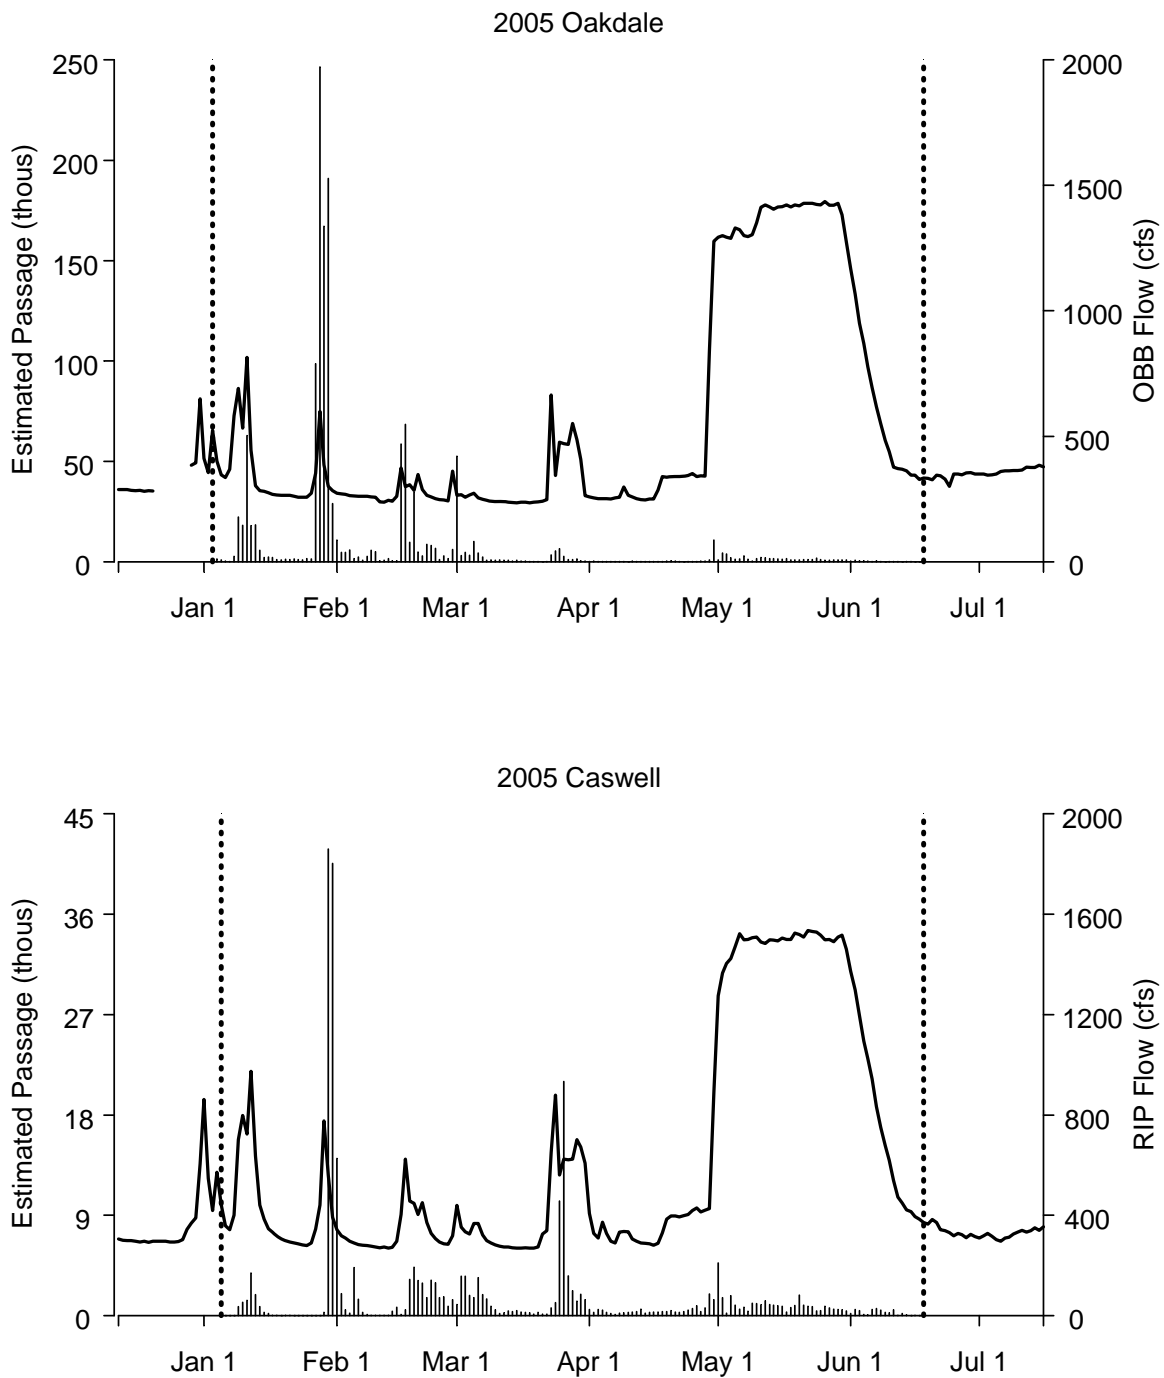 2005 Oakdale
250
200
150
100
50
0
Estimated Passage (thous)
2000
1500
1000
500
0
OBB Flow (cfs)
Jan 1 Feb 1 Mar 1 Apr 1 May 1 Jun 1 Jul 1
2005 Caswell
45
36
27
18
9
0
Estimated Passage (thous)
2000
1600
1200
800
400
0
RIP Flow (cfs)
Jan 1 Feb 1 Mar 1 Apr 1 May 1 Jun 1 Jul 1